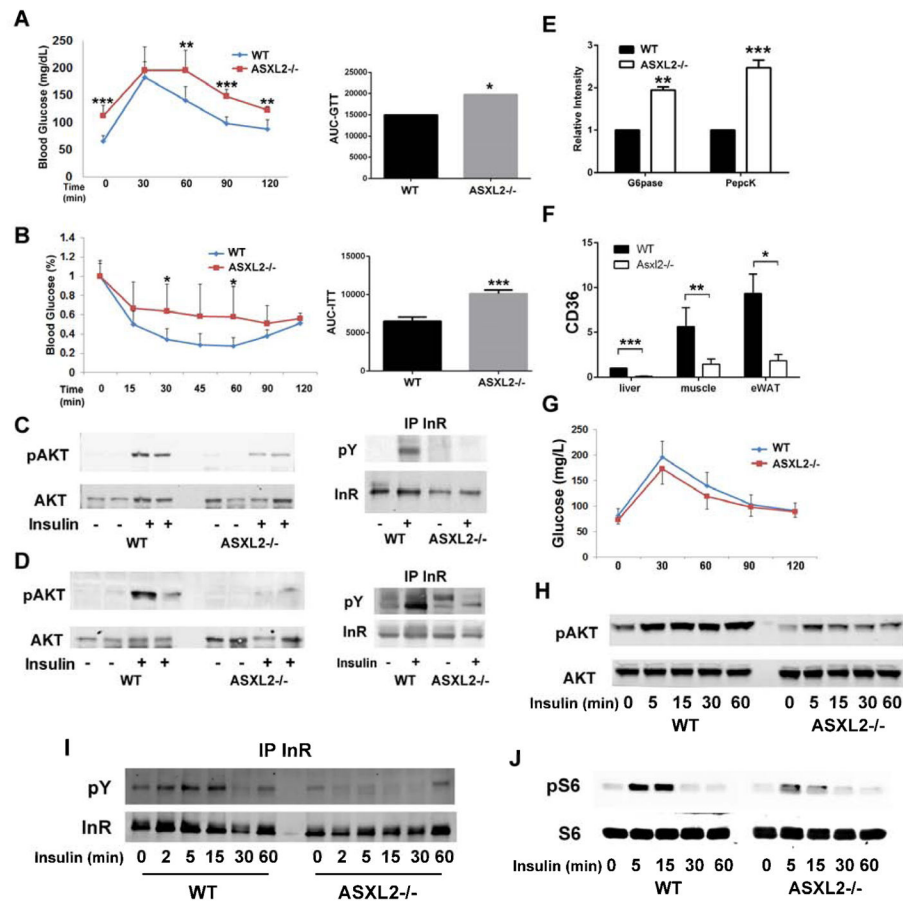 A
Blood Glucose (mg/dL)
250
200
150
100
50
0
***
**
***
**
WT
ASXL2-/-
Time
(min)
0 30 60 90 120
AUC-GTT
25000
20000
15000
10000
5000
0
*
WT ASXL2-/-
B
Blood Glucose (%)
1.4
1.2
1
0.8
0.6
0.4
0.2
0
*
*
WT
ASXL2-/-
Time
(min)
0 15 30 45 60 90 120
AUC-ITT
15000
10000
5000
0
***
WT ASXL2-/-
C
pAKT
AKT
Insulin - - + + - - + +
WT ASXL2-/-
IP InR
pY
InR
- + - +
WT ASXL2-/-
D
pAKT
AKT
Insulin - - + + - - + +
WT ASXL2-/-
IP InR
pY
InR
Insulin - + - +
WT ASXL2-/-
E
Relative Intensity
3
2
1
0
WT
ASXL2-/-
**
***
G6pase PepcK
F
CD36
15
10
5
0
WT
Asxl2-/-
***
**
*
liver muscle eWAT
G
Glucose (mg/L)
250
200
150
100
50
0
WT
ASXL2-/-
0 30 60 90 120
H
pAKT
AKT
Insulin (min) 0 5 15 30 60 0 5 15 30 60
WT ASXL2-/-
I
IP InR
pY
InR
Insulin (min) 0 2 5 15 30 60 0 2 5 15 30 60
WT ASXL2-/-
J
pS6
S6
Insulin (min) 0 5 15 30 60 0 5 15 30 60
WT ASXL2-/-